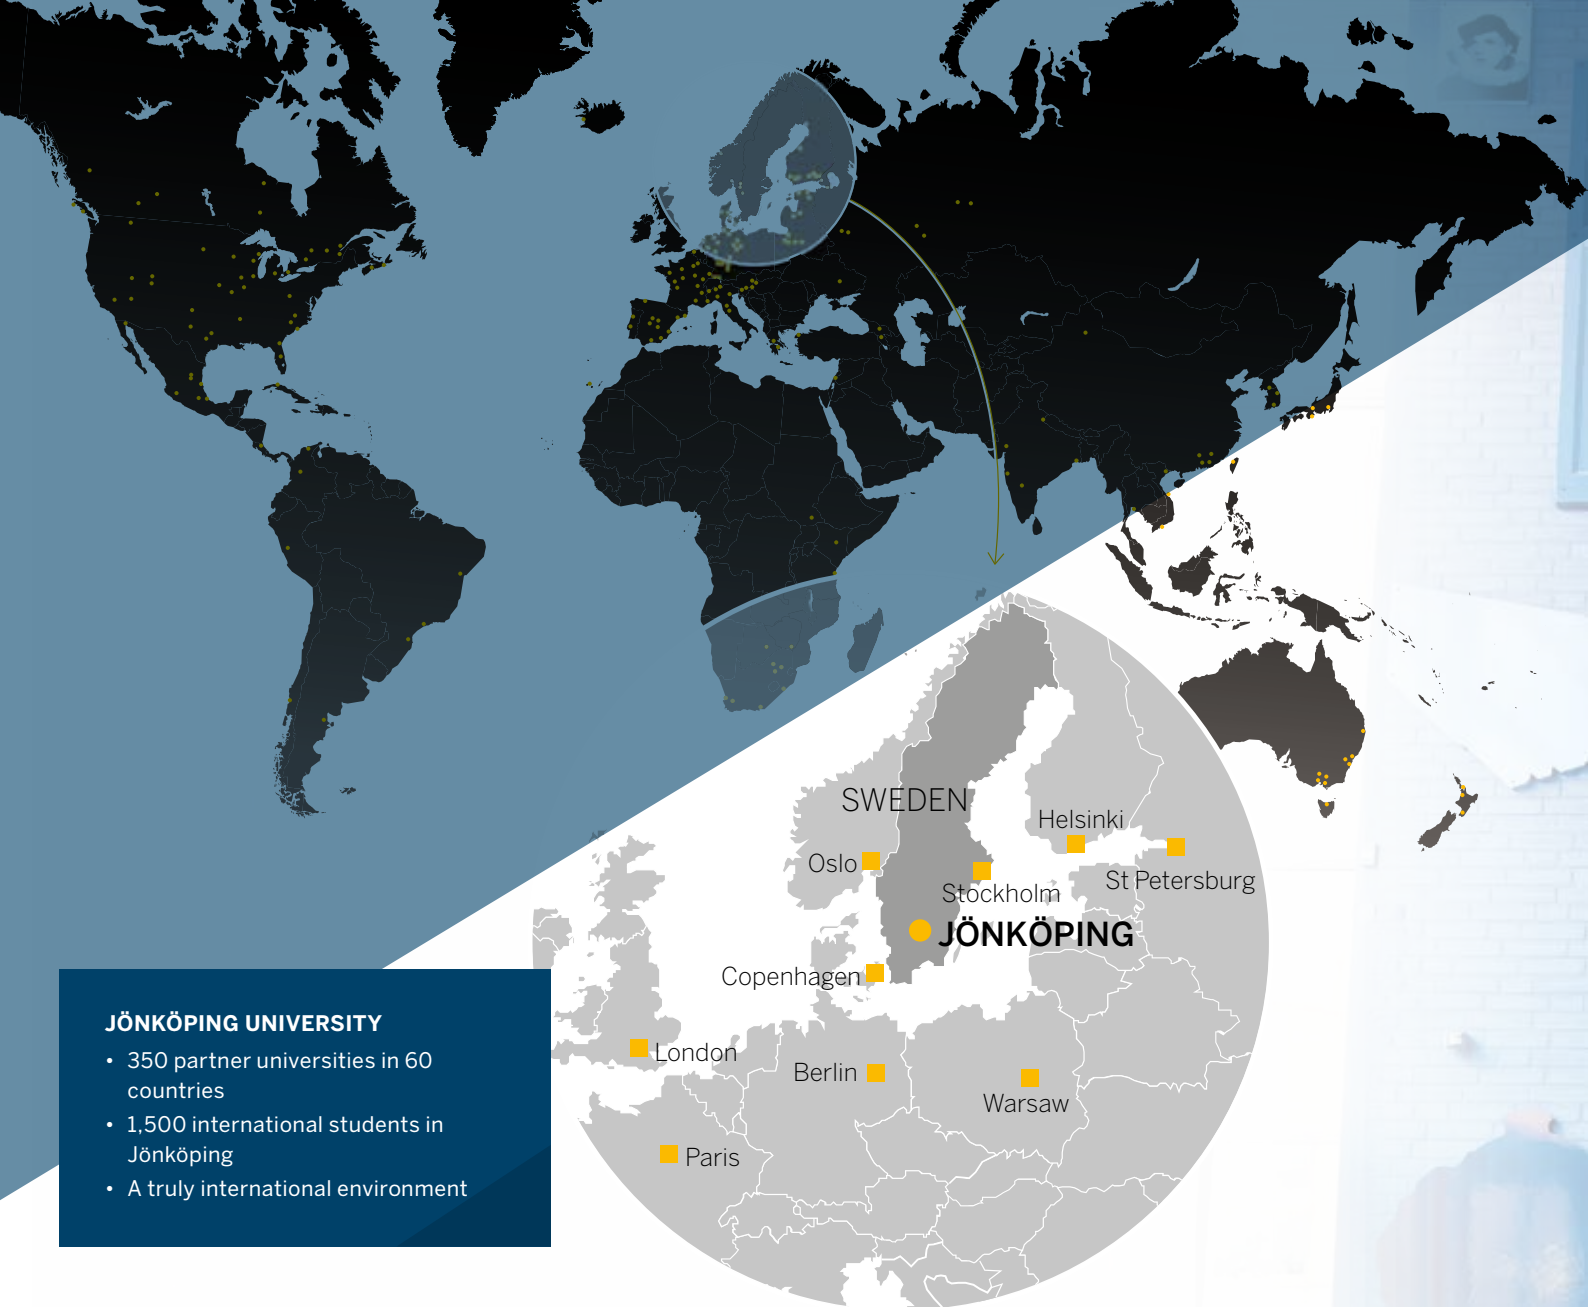 SWEDEN
Helsinki
Oslo
Stockholm
St Petersburg
JÖNKÖPING
Copenhagen
London
Berlin
Warsaw
Paris
JÖNKÖPING UNIVERSITY
• 350 partner universities in 60
countries
• 1,500 international students in
Jönköping
• A truly international environment